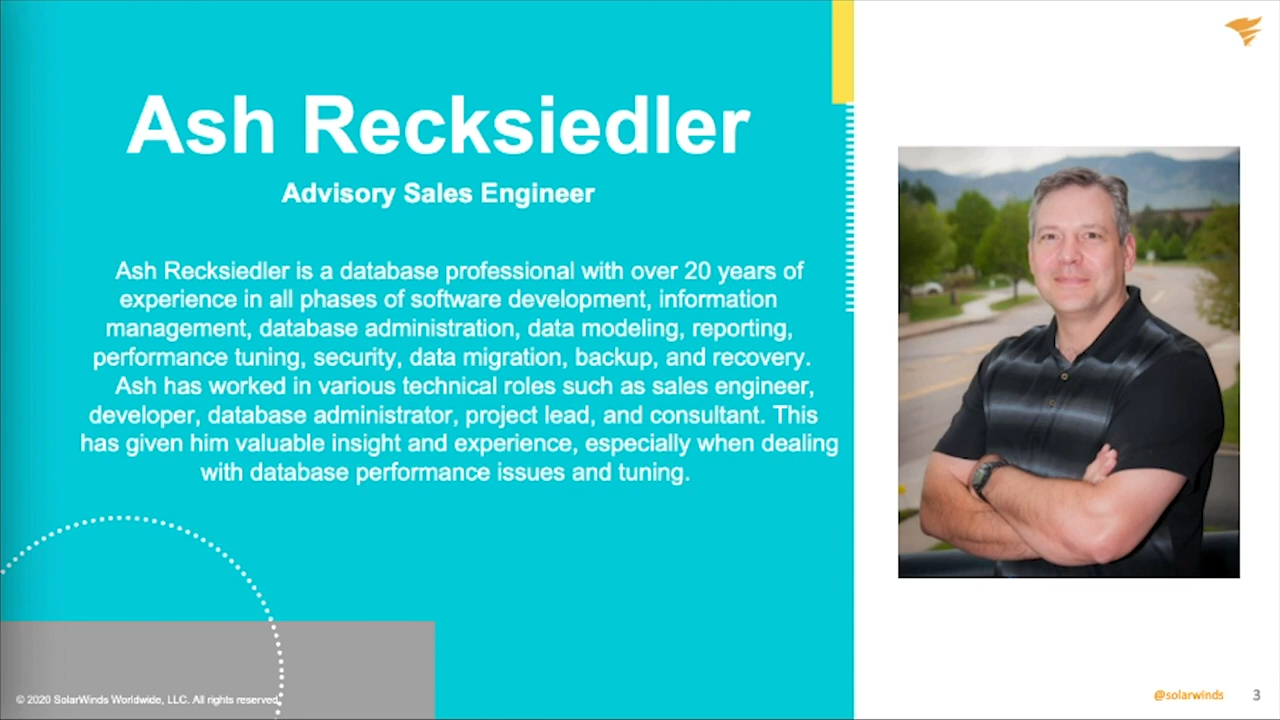 Ash Recksiedler
Advisory Sales Engineer
Ash Recksiedler is a database professional with over 20 years of
experience in all phases of software development, information
management, database administration, data modeling, reporting,
performance tuning, security, data migration, backup, and recovery.
Ash has worked in various technical roles such as sales engineer,
developer, database administrator, project lead, and consultant. This
has given him valuable insight and experience, especially when dealing
with database performance issues and tuning.
© 2020 SolarWinds Worldwide, LLC. All rights reserved.
@solarwinds 3